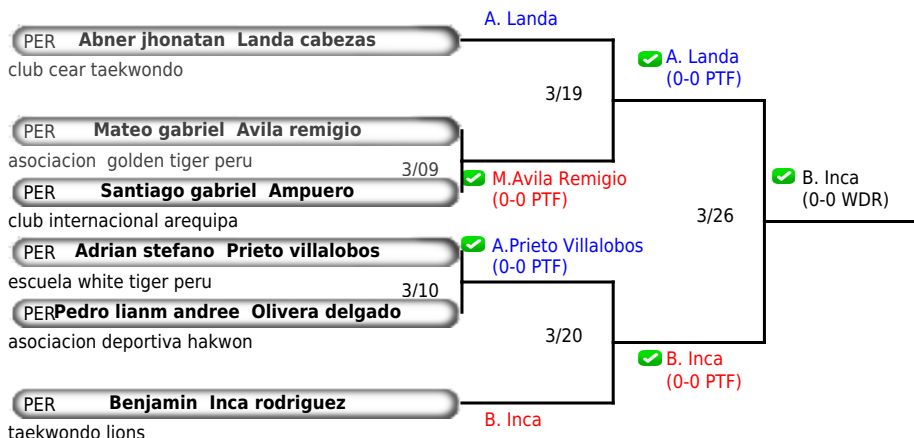 A. Landa
PER Abner jhonatan Landa cabezas
club cear taekwondo
A. Landa
(0-0 PTF)
3/19
PER Mateo gabriel Avila remigio
asociacion golden tiger peru
3/09
M.Avila Remigio
(0-0 PTF)
PER Santiago gabriel Ampuero
club internacional arequipa
B. Inca
(0-0 WDR)
3/26
PER Adrian stefano Prieto villalobos
escuela white tiger peru
A.Prieto Villalobos
(0-0 PTF)
3/10
PER Pedro lianm andree Olivera delgado
asociacion deportiva hakwon
3/20
B. Inca
(0-0 PTF)
PER Benjamin Inca rodriguez
taekwondo lions
B. Inca